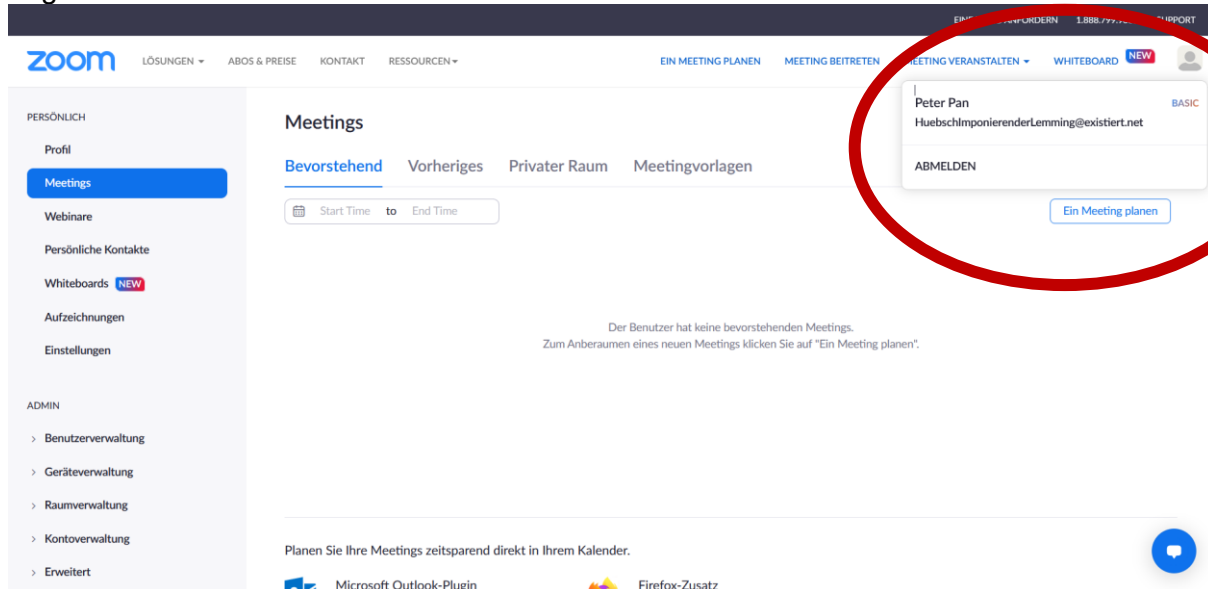 1.888.799.
zoom
LÖSUNGEN
ABOS & PREISE
KONTAKT
RESSOURCEN
EIN MEETING PLANEN
MEETING BEITRETEN
MEETING VERANSTALTEN
WHITEBOARD NEW
Peter Pan
BASIC
HuebschImponierenderLemming@existiert.net
ABMELDEN
PERSÖNLICH
Profil
Meetings
Webinare
Persönliche Kontakte
Whiteboards NEW
Aufzeichnungen
Einstellungen
ADMIN
Benutzerverwaltung
Geräteverwaltung
Raumverwaltung
Kontoverwaltung
Erweitert
Meetings
Bevorstehend
Vorheriges
Privater Raum
Meetingvorlagen
Start Time to End Time
Ein Meeting planen
Der Benutzer hat keine bevorstehenden Meetings.
Zum Anberaumen eines neuen Meetings klicken Sie auf "Ein Meeting planen".
Planen Sie Ihre Meetings zeitsparend direkt in Ihrem Kalender.
Microsoft Outlook-Plugin
Firefox-Zusatz